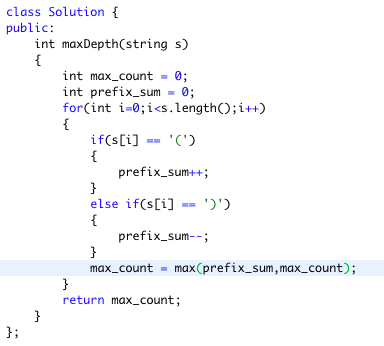 class Solution {
public:
    int maxDepth(string s)
    {
        int max_count = 0;
        int prefix_sum = 0;
        for(int i=0;i<s.length();i++)
        {
            if(s[i] == '(')
            {
                prefix_sum++;
            }
            else if(s[i] == ')')
            {
                prefix_sum--;
            }
            max_count = max(prefix_sum,max_count);
        }
        return max_count;
    }
};